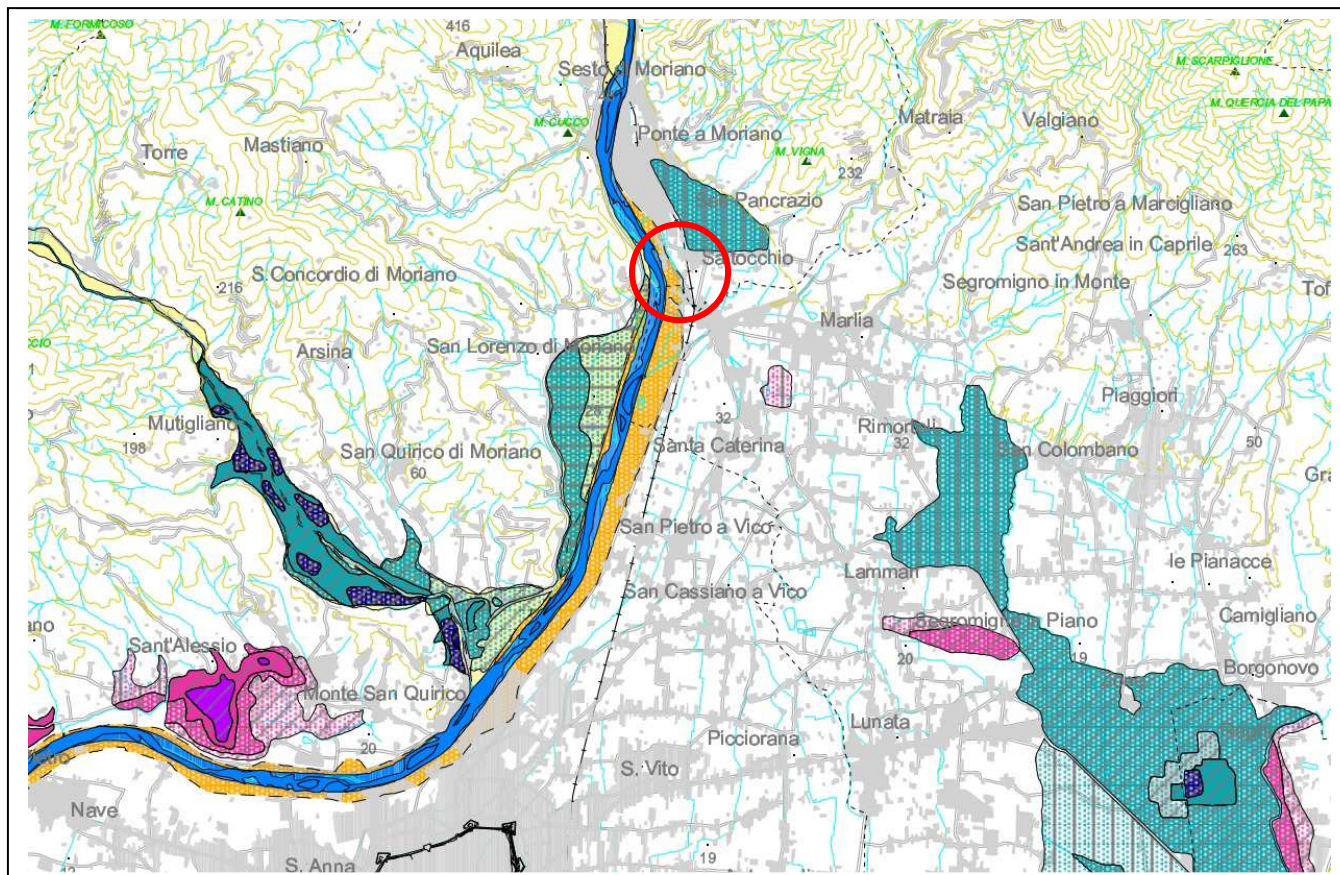 M. FORMICOSO
416
Aquilea
Sesto di Moriano
M. SCARPIGLIONE
M. QUERCIA DEL PAPA
M. CUCCO
Ponte a Moriano
Matraia
Valgiano
Torre
Mastiano
M. VIGNA
232
San Pancrazio
M. CATINO
San Pietro a Marcigliano
Sant'Andrea in Caprile
263
Saltocchio
S. Concordio di Moriano
216
Segromigno in Monte
Tof
Marlia
Arsina
San Lorenzo di Moriano
Piaggiori
28
32
Mutigliano
198
Rimortelli
32
San Colombano
50
Santa Caterina
San Quirico di Moriano
60
Gra
San Pietro a Vico
le Pianacce
Lammari
San Cassiano a Vico
Camigliano
Segromigno in Piano
Sant'Alessio
20
19
Borgonovo
Monte San Quirico
20
Lunata
Picciorana
S. Vito
Nave
S. Anna
19